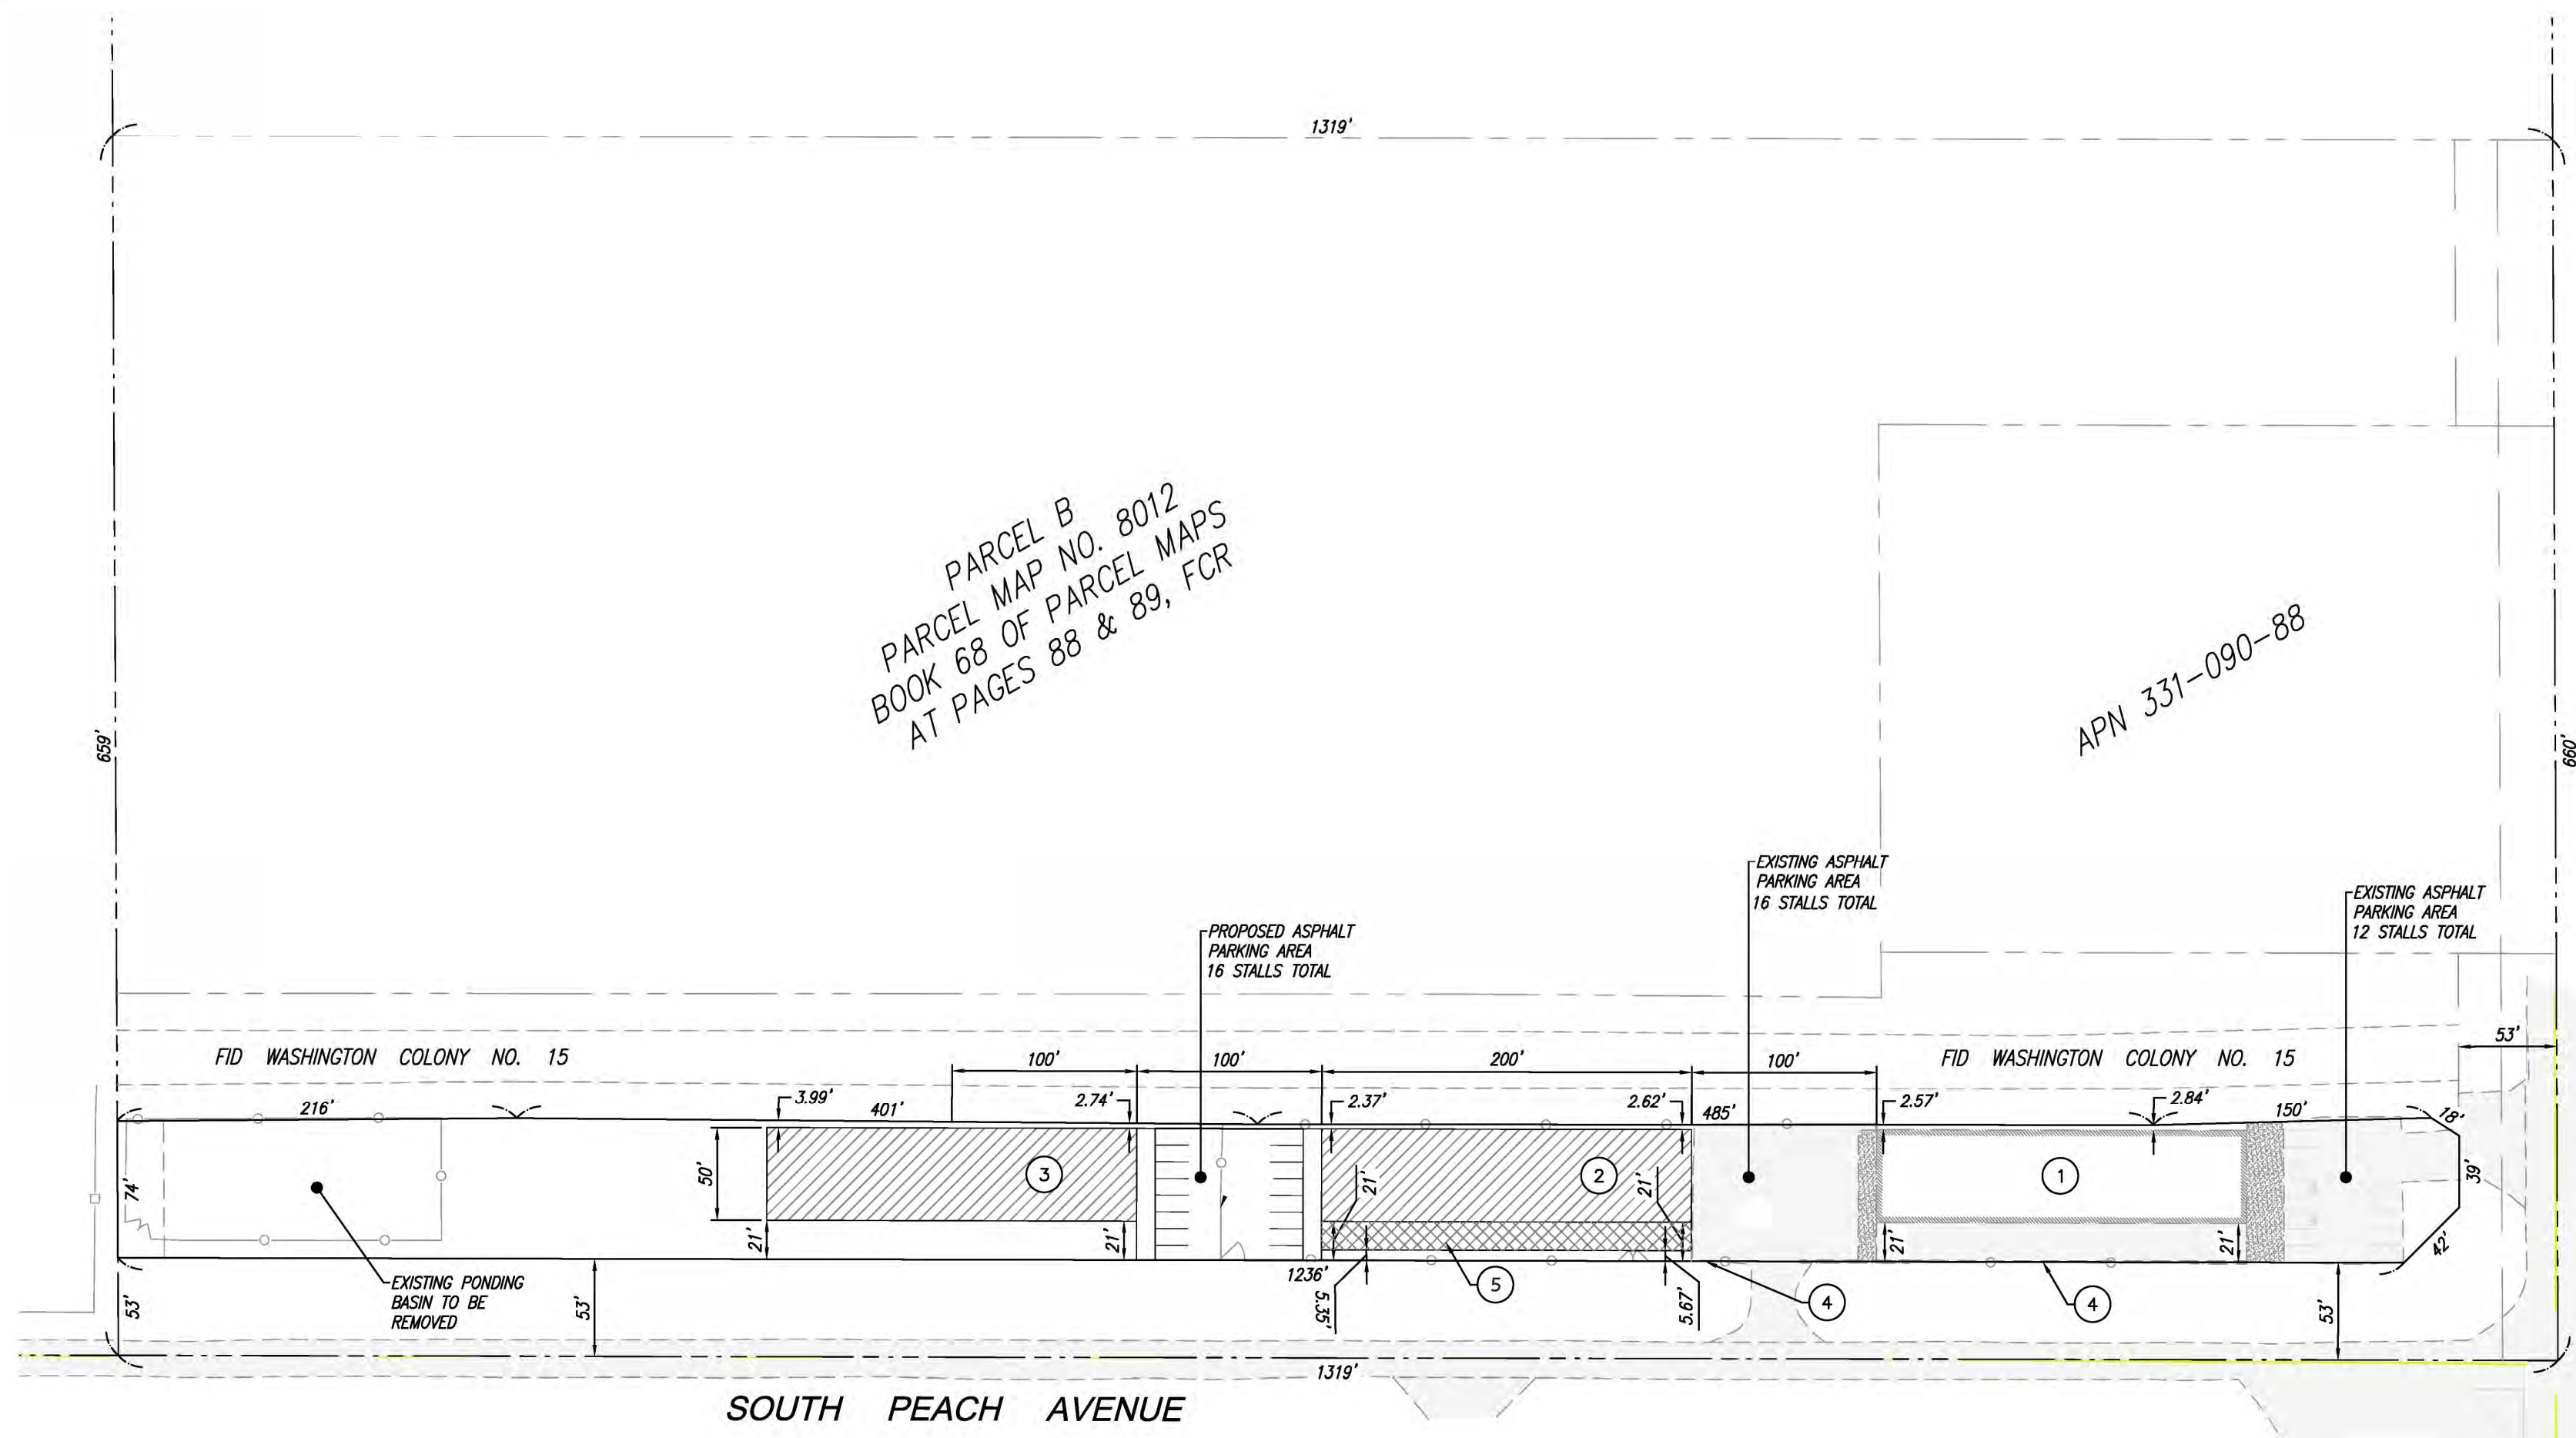 1319'
PARCEL B
PARCEL MAP NO. 8012
BOOK 68 OF PARCEL MAPS
AT PAGES 88 & 89, FCR
APN 331-090-88
659'
660'
EXISTING ASPHALT
PARKING AREA
16 STALLS TOTAL
EXISTING ASPHALT
PARKING AREA
12 STALLS TOTAL
PROPOSED ASPHALT
PARKING AREA
16 STALLS TOTAL
FID WASHINGTON COLONY NO. 15
100'
100'
200'
100'
FID WASHINGTON COLONY NO. 15
53'
216'
3.99'
401'
2.74'
2.37'
2.62'
485'
2.57'
2.84'
150'
18'
74'
50'
3
2
1
39'
21'
21'
21'
21'
21'
21'
42'
EXISTING PONDING
BASIN TO BE
REMOVED
53'
53'
1236'
5.35'
5
5.67'
4
4
53'
1319'
SOUTH PEACH AVENUE